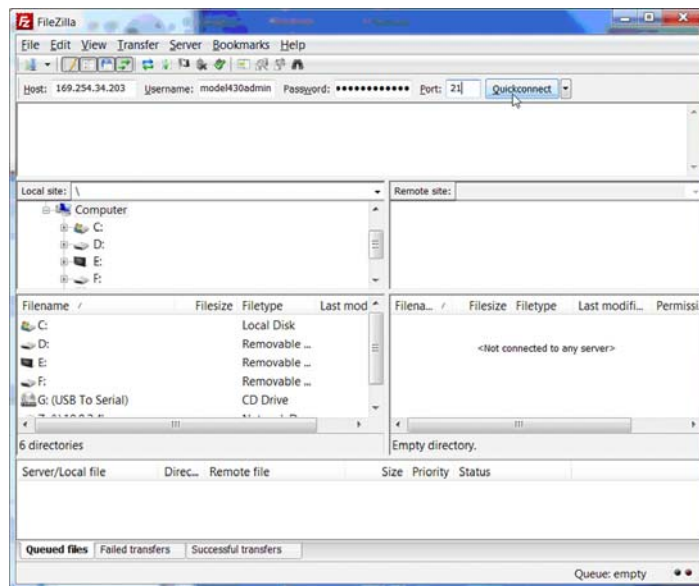 FileZilla
File Edit View Transfer Server Bookmarks Help
Host: 169.254.34.203 Username: model430admin Password: •••••••••••• Port: 21 Quickconnect
Local site: \ Remote site:
Computer
C:
D:
E:
F:
Filename / Filesize Filetype Last mod Filena... / Filesize Filetype Last modifi... Permissi
C: Local Disk
D: Removable ...
<Not connected to any server>
E: Removable ...
F: Removable ...
G: (USB To Serial) CD Drive
6 directories Empty directory.
Server/Local file Direc... Remote file Size Priority Status
Queued files Failed transfers Successful transfers
Queue: empty